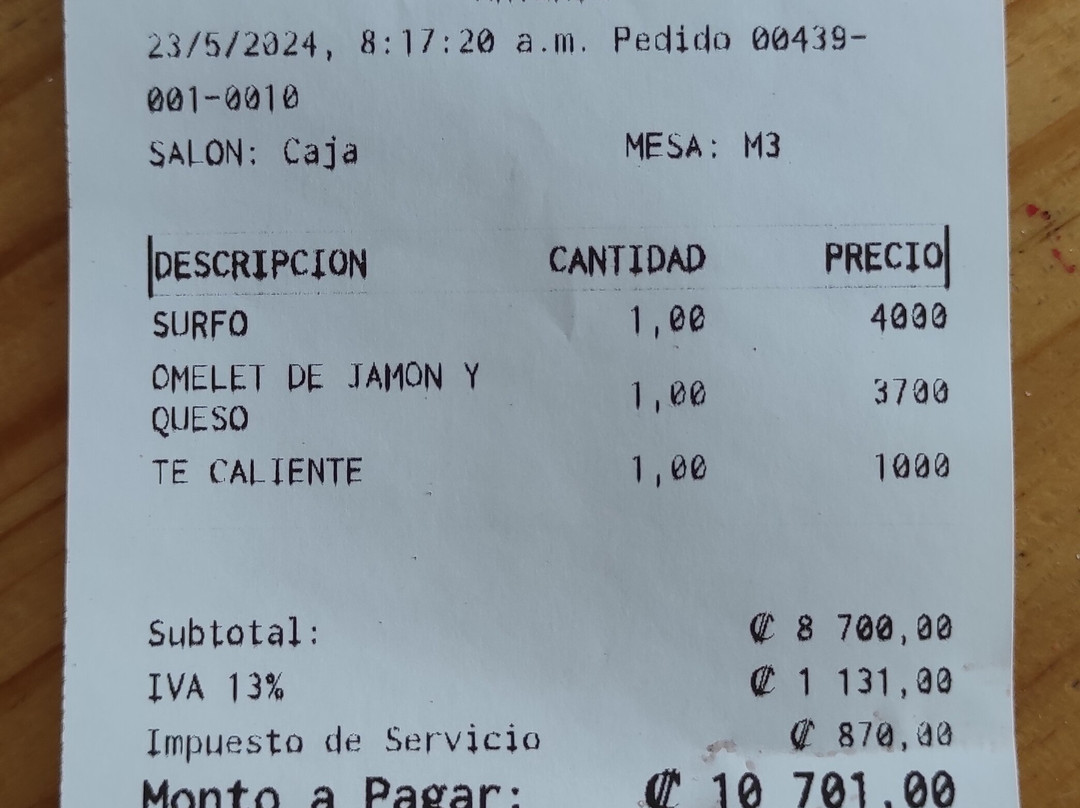 23/5/2024, 8:17:20 a.m. Pedido 00439-
001-0010
SALON: Caja MESA: M3
DESCRIPCION CANTIDAD PRECIO
SURFO 1,00 4000
OMELET DE JAMON Y
QUESO 1,00 3700
TE CALIENTE 1,00 1000
Subtotal: ₡ 8 700,00
IVA 13% ₡ 1 131,00
Impuesto de Servicio ₡ 870,00
Monto a Pagar: ₡ 10 701,00